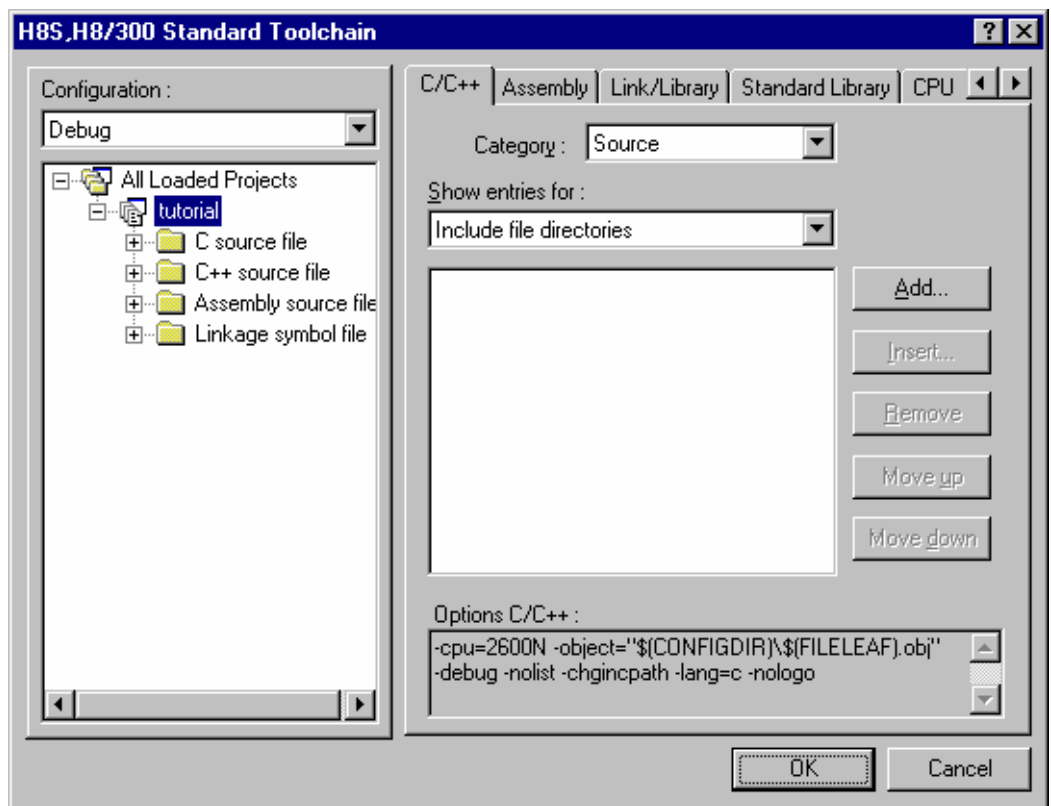 H8S,H8/300 Standard Toolchain
Configuration :
Debug
All Loaded Projects
tutorial
C source file
C++ source file
Assembly source file
Linkage symbol file
C/C++ Assembly Link/Library Standard Library CPU
Category : Source
Show entries for :
Include file directories
Add...
Insert...
Remove
Move up
Move down
Options C/C++ :
-cpu=2600N -object="$(CONFIGDIR)\$(FILELEAF).obj"
-debug -nolist -chgincpath -lang=c -nologo
OK Cancel